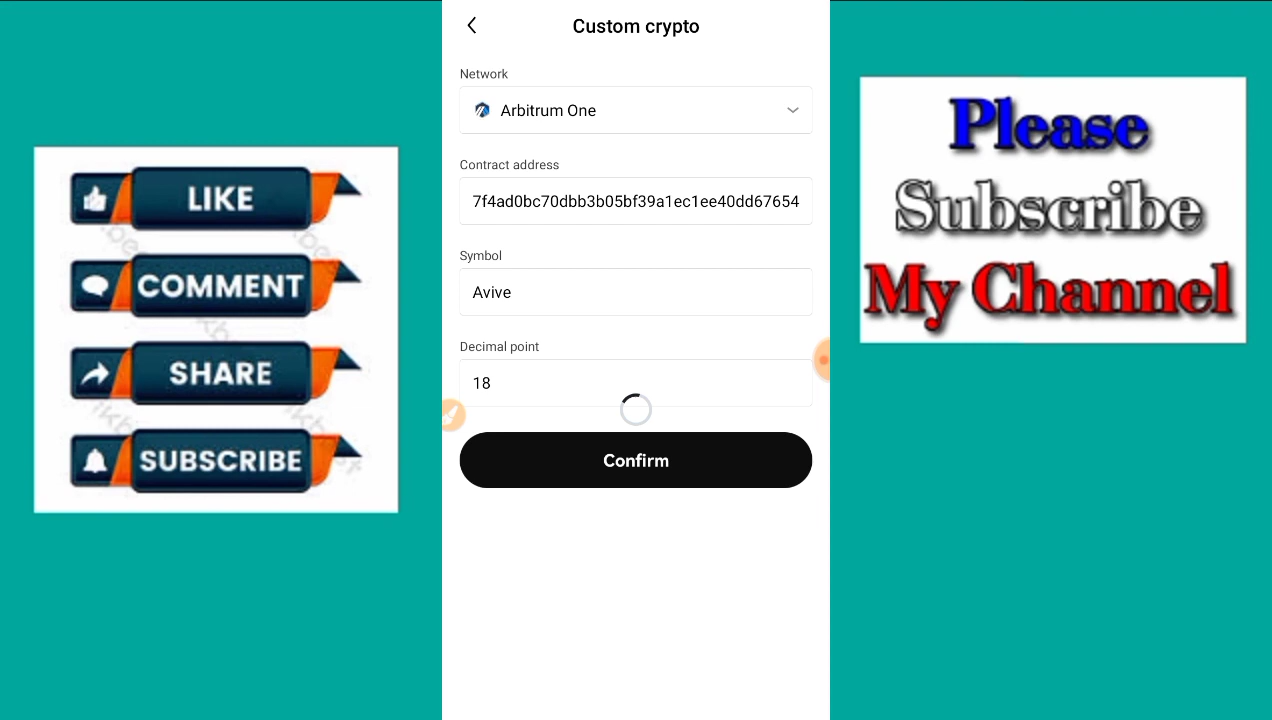 LIKE
COMMENT
SHARE
SUBSCRIBE
Custom crypto
Network
Arbitrum One
Contract address
7f4ad0bc70dbb3b05bf39a1ec1ee40dd67654
Symbol
Avive
Decimal point
18
Confirm
Please
Subscribe
My Channel